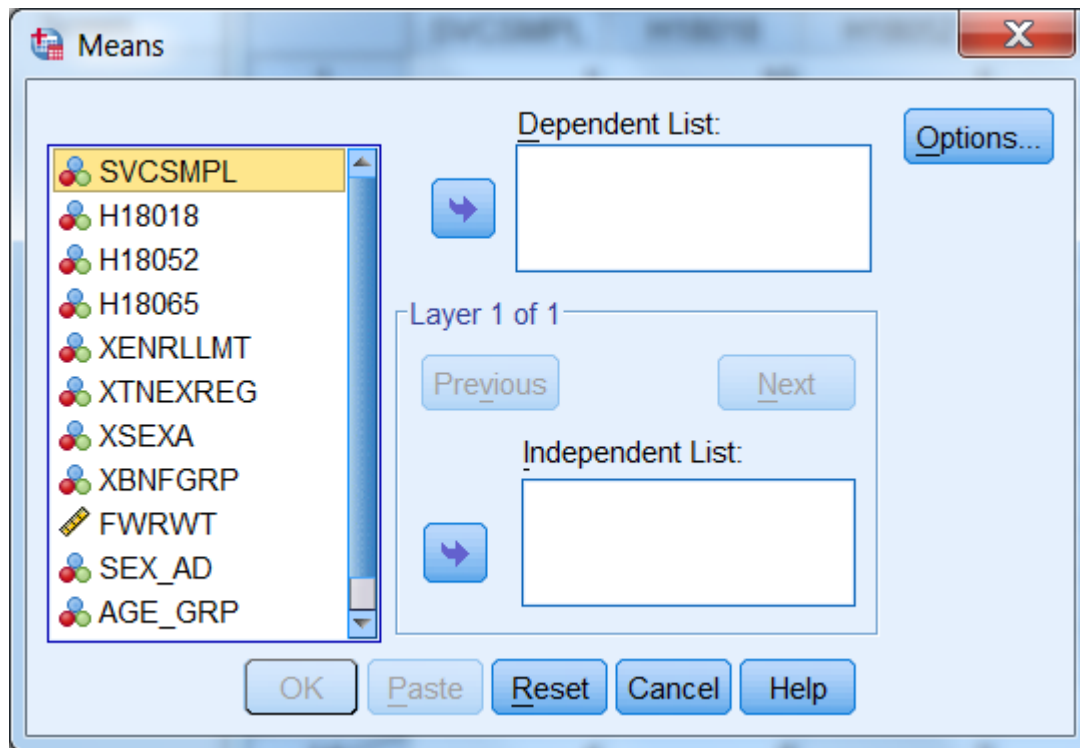 Means
Dependent List:
Options...
SVCSMPL
H18018
H18052
H18065
XENRLLMT
XTNEXREG
XSEXA
XBNFGRP
FWRWT
SEX_AD
AGE_GRP
Layer 1 of 1
Previous
Next
Independent List:
OK
Paste
Reset
Cancel
Help